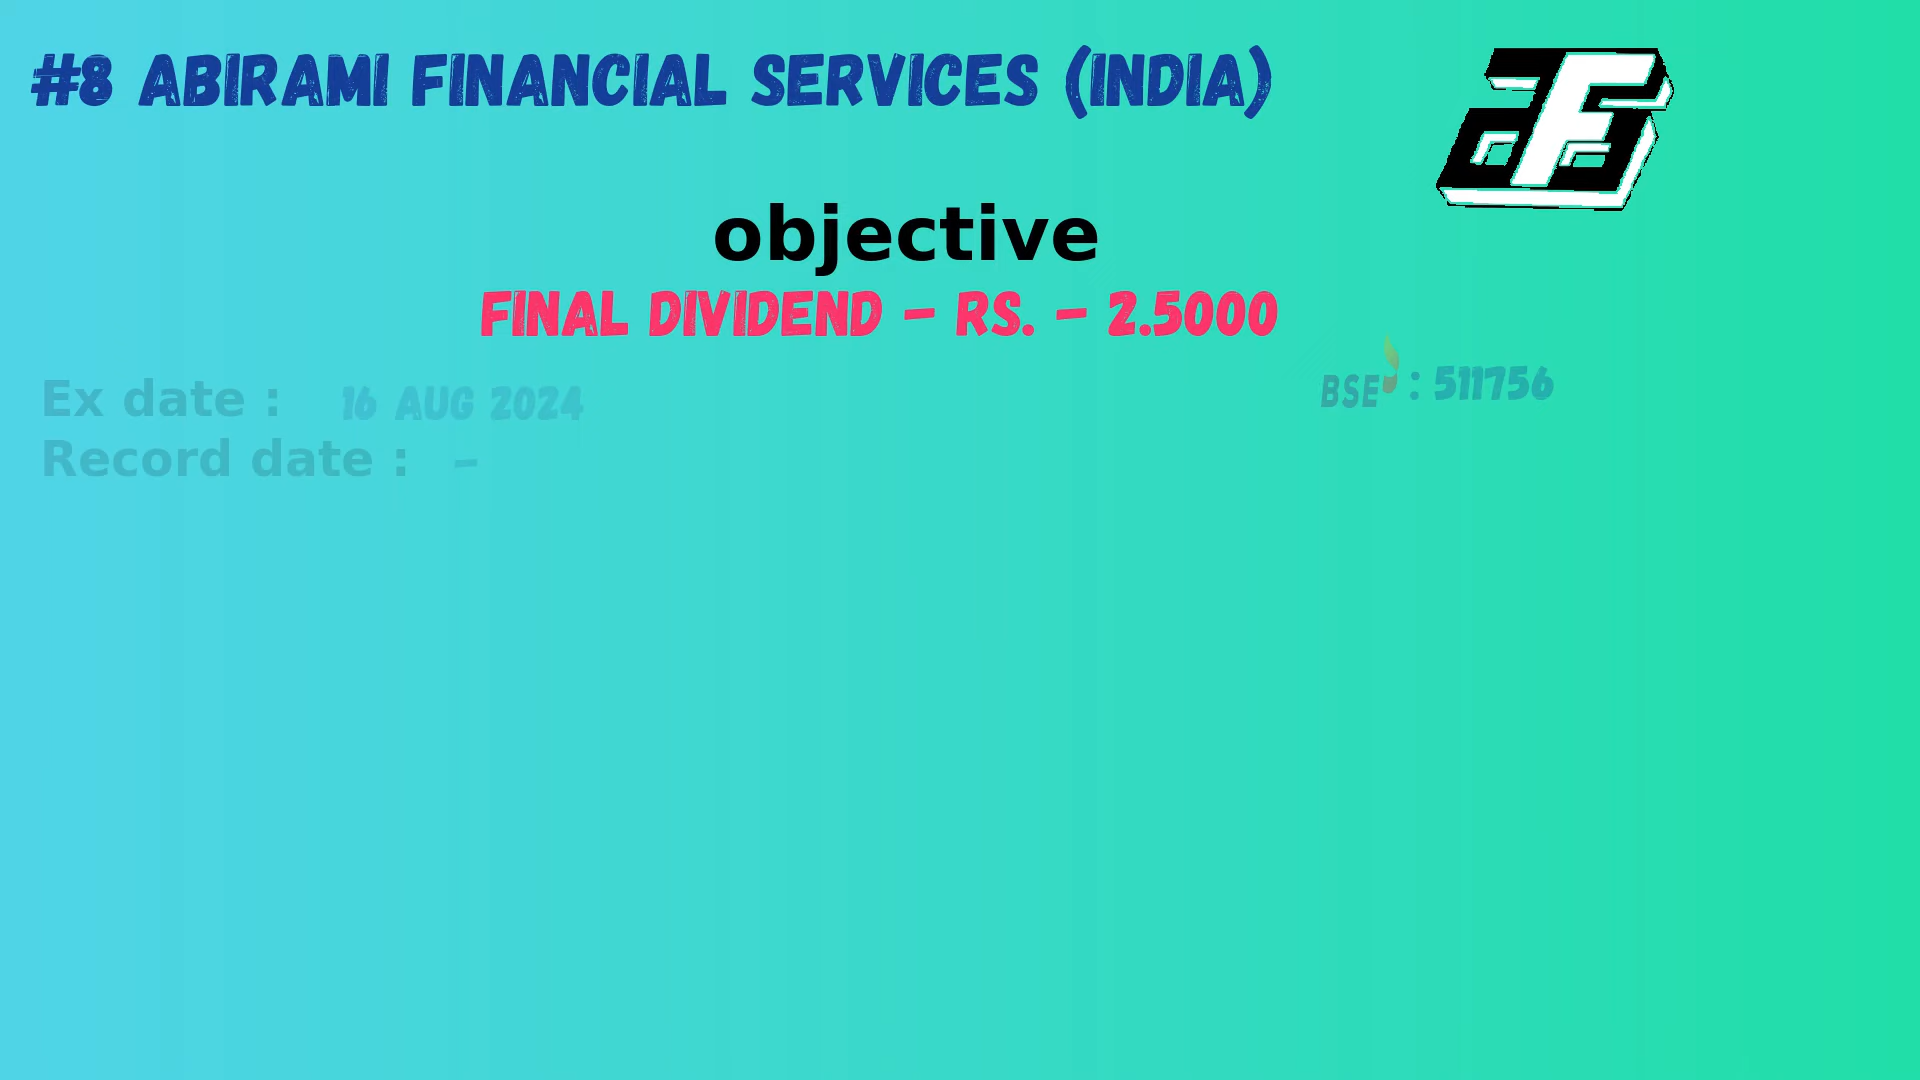 #8 ABIRAMI FINANCIAL SERVICES (INDIA)
aFS
objective
FINAL DIVIDEND - RS. - 2.5000
Ex date : 16 AUG 2024
BSE : 511756
Record date : -